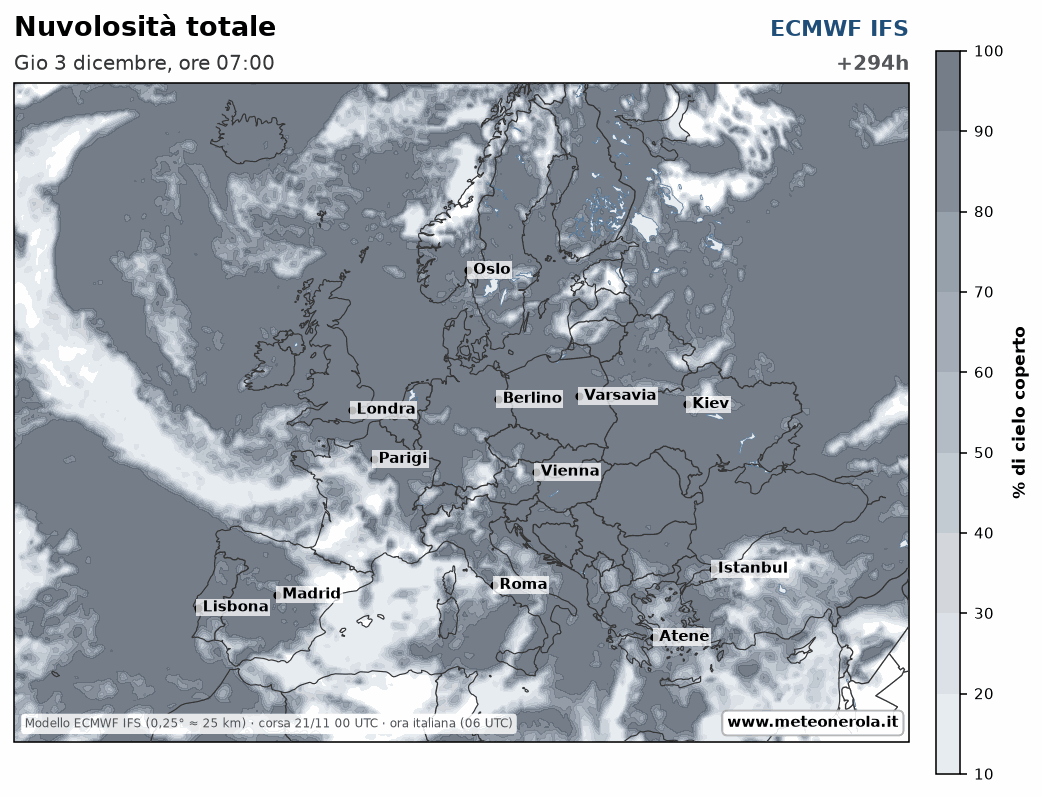 Nuvolosità totale
ECMWF IFS
Gio 3 dicembre, ore 07:00
+294h
100
90
80
70
60
50
40
30
20
10
% di cielo coperto
Oslo
Berlino
Varsavia
Kiev
Londra
Parigi
Vienna
Istanbul
Roma
Madrid
Lisbona
Atene
Modello ECMWF IFS (0,25° ≈ 25 km) · corsa 21/11 00 UTC · ora italiana (06 UTC)
www.meteonerola.it